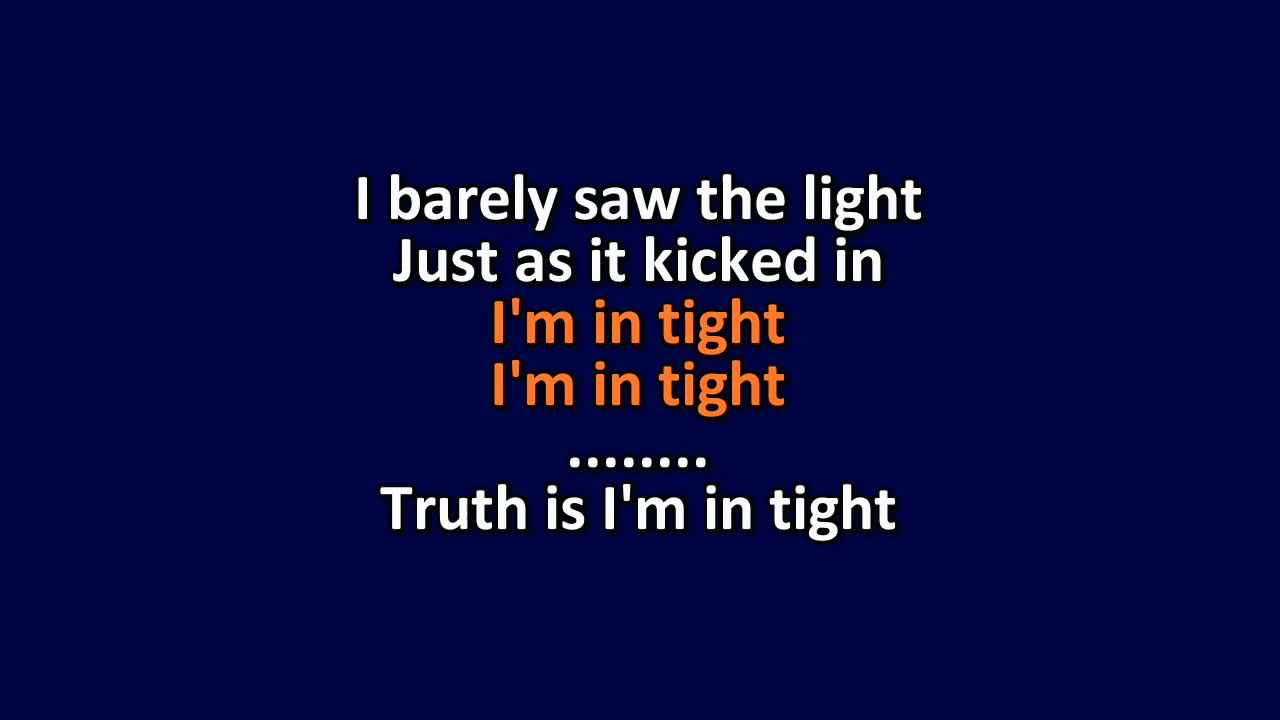 I barely saw the light
Just as it kicked in
I'm in tight
I'm in tight
........
Truth is I'm in tight